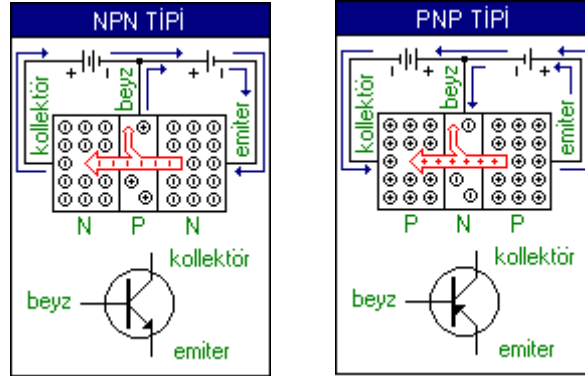 NPN TİPİ
+ ı + ı
kollektör
beyz
emiter
N P N
kollektör
beyz
emiter
PNP TİPİ
ı + ı +
kollektör
beyz
emiter
P N P
kollektör
beyz
emiter